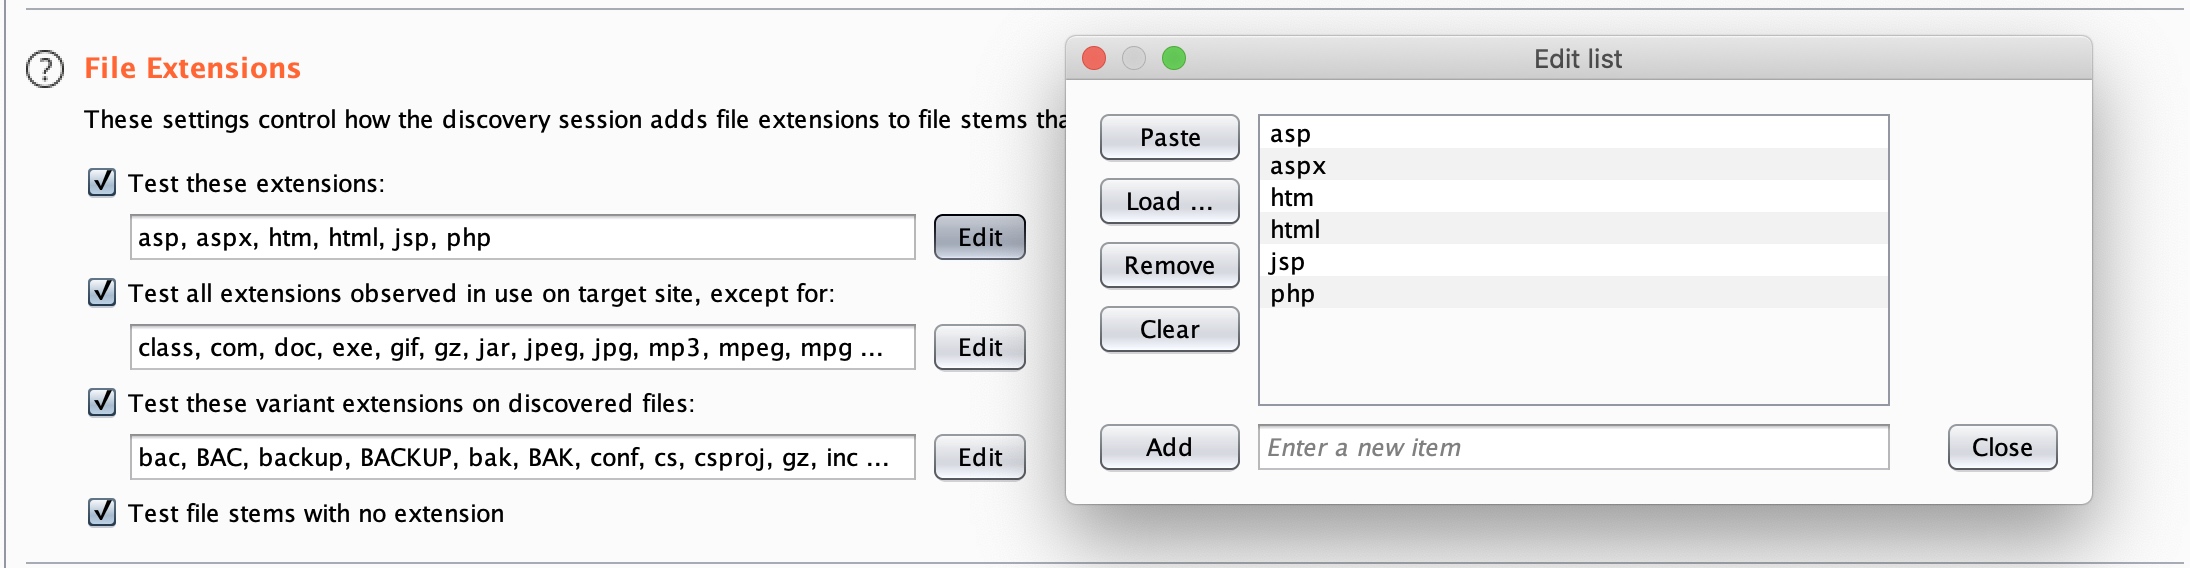 ? File Extensions
These settings control how the discovery session adds file extensions to file stems
Test these extensions:
asp, aspx, htm, html, jsp, php
Edit
Test all extensions observed in use on target site, except for:
class, com, doc, exe, gif, gz, jar, jpeg, jpg, mp3, mpeg, mpg ...
Edit
Test these variant extensions on discovered files:
bac, BAC, backup, BACKUP, bak, BAK, conf, cs, csproj, gz, inc ...
Edit
Test file stems with no extension
Edit list
Paste
Load ...
Remove
Clear
asp
aspx
htm
html
jsp
php
Add
Enter a new item
Close